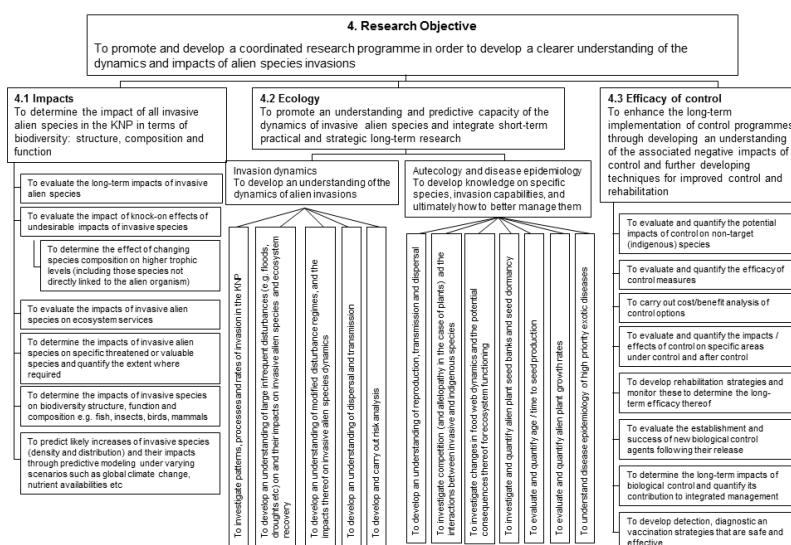 4. Research Objective
To promote and develop a coordinated research programme in order to develop a clearer understanding of the
dynamics and impacts of alien species invasions
4.1 Impacts
To determine the impact of all invasive
alien species in the KNP in terms of
biodiversity: structure, composition and
function
To evaluate the long-term impacts of invasive
alien species
To evaluate the impact of knock-on effects of
undesirable impacts of invasive species
To determine the effect of changing
species composition on higher trophic
levels (including those species not
directly linked to the alien organism)
To evaluate the impacts of invasive alien
species on ecosystem services
To determine the impacts of invasive alien
species on specific threatened or valuable
species and quantify the extent where
required
To determine the impacts of invasive species
on biodiversity structure, function and
composition e.g. fish, insects, birds, mammals
To predict likely increases of invasive species
(density and distribution) and their impacts
through predictive modeling under varying
scenarios such as global climate change,
nutrient availabilities etc
4.2 Ecology
To promote an understanding and predictive capacity of the
dynamics of invasive alien species and integrate short-term
practical and strategic long-term research
Invasion dynamics
To develop an understanding of the
dynamics of alien invasions
To investigate patterns, processes and rates of invasion in the KNP
To develop an understanding of large infrequent disturbances (e.g. floods,
droughts etc) on and their impacts on invasive alien species and ecosystem
recovery
To develop an understanding of modified disturbance regimes, and the
impacts thereof on invasive alien species dynamics
To develop an understanding of dispersal and transmission
To develop and carry out risk analysis
Autecology and disease epidemiology
To develop knowledge on specific
species, invasion capabilities, and
ultimately how to better manage them
To develop an understanding of reproduction, transmission and dispersal
To investigate competition (and allelopathy in the case of plants) ad the
interactions between invasive and indigenous species
To investigate changes in food web dynamics and the potential
consequences thereof for ecosystem functioning
To investigate and quantify alien plant seed banks and seed dormancy
To evaluate and quantify age / time to seed production
To evaluate and quantify alien plant growth rates
To understand disease epidemiology of high priority exotic diseases
4.3 Efficacy of control
To enhance the long-term
implementation of control programmes
through developing an understanding
of the associated negative impacts of
control and further developing
techniques for improved control and
rehabilitation
To evaluate and quantify the potential
impacts of control on non-target
(indigenous) species
To evaluate and quantify the efficacy of
control measures
To carry out cost/benefit analysis of
control options
To evaluate and quantify the impacts /
effects of control on specific areas
under control and after control
To develop rehabilitation strategies and
monitor these to determine the long-
term efficacy thereof
To evaluate the establishment and
success of new biological control
agents following their release
To determine the long-term impacts of
biological control and quantify its
contribution to integrated management
To develop detection, diagnostic an
vaccination strategies that are safe and
effective